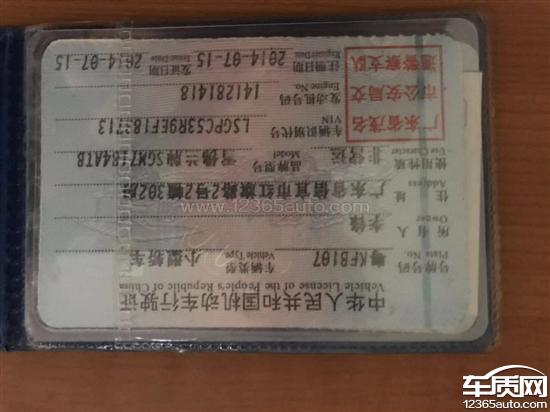 中华人民共和国机动车行驶证
Vehicle License of the People's Republic of China
号牌号码 粤KFB107 车辆类型 小型轿车
Plate No. Vehicle Type
所有人 李锋
Owner
住址 广东省信宜市红旗路2号2幢302房
Address
使用性质 非营运 品牌型号 雪佛兰牌SGM7184ATB
Use Character Model
广东省茂名
市公安局交
通警察支队
车辆识别代号 LSGPC53R9EF183713
VIN
发动机号码 141281418
Engine No.
注册日期 2014-07-15 发证日期 2014-07-15
Register Date Issue Date
www.12365auto.com
车质网
12365auto.com